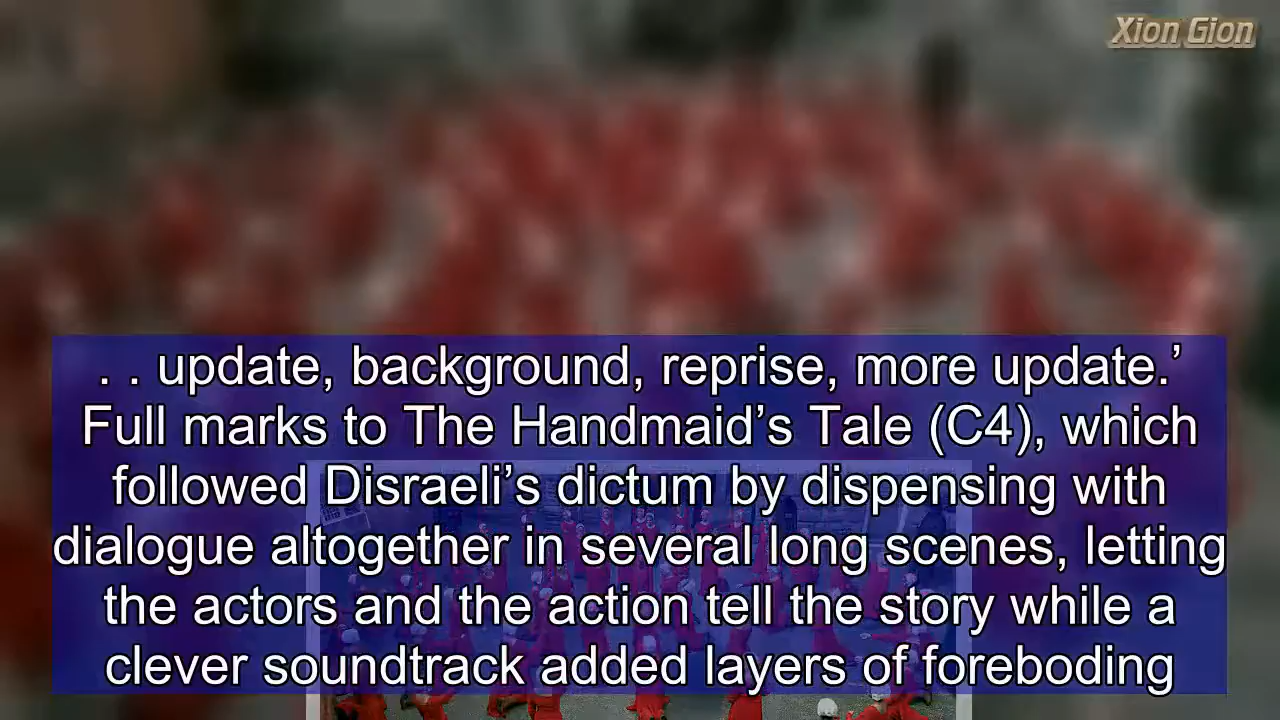 Xion Gion
. . update, background, reprise, more update.’
Full marks to The Handmaid’s Tale (C4), which
followed Disraeli’s dictum by dispensing with
dialogue altogether in several long scenes, letting
the actors and the action tell the story while a
clever soundtrack added layers of foreboding